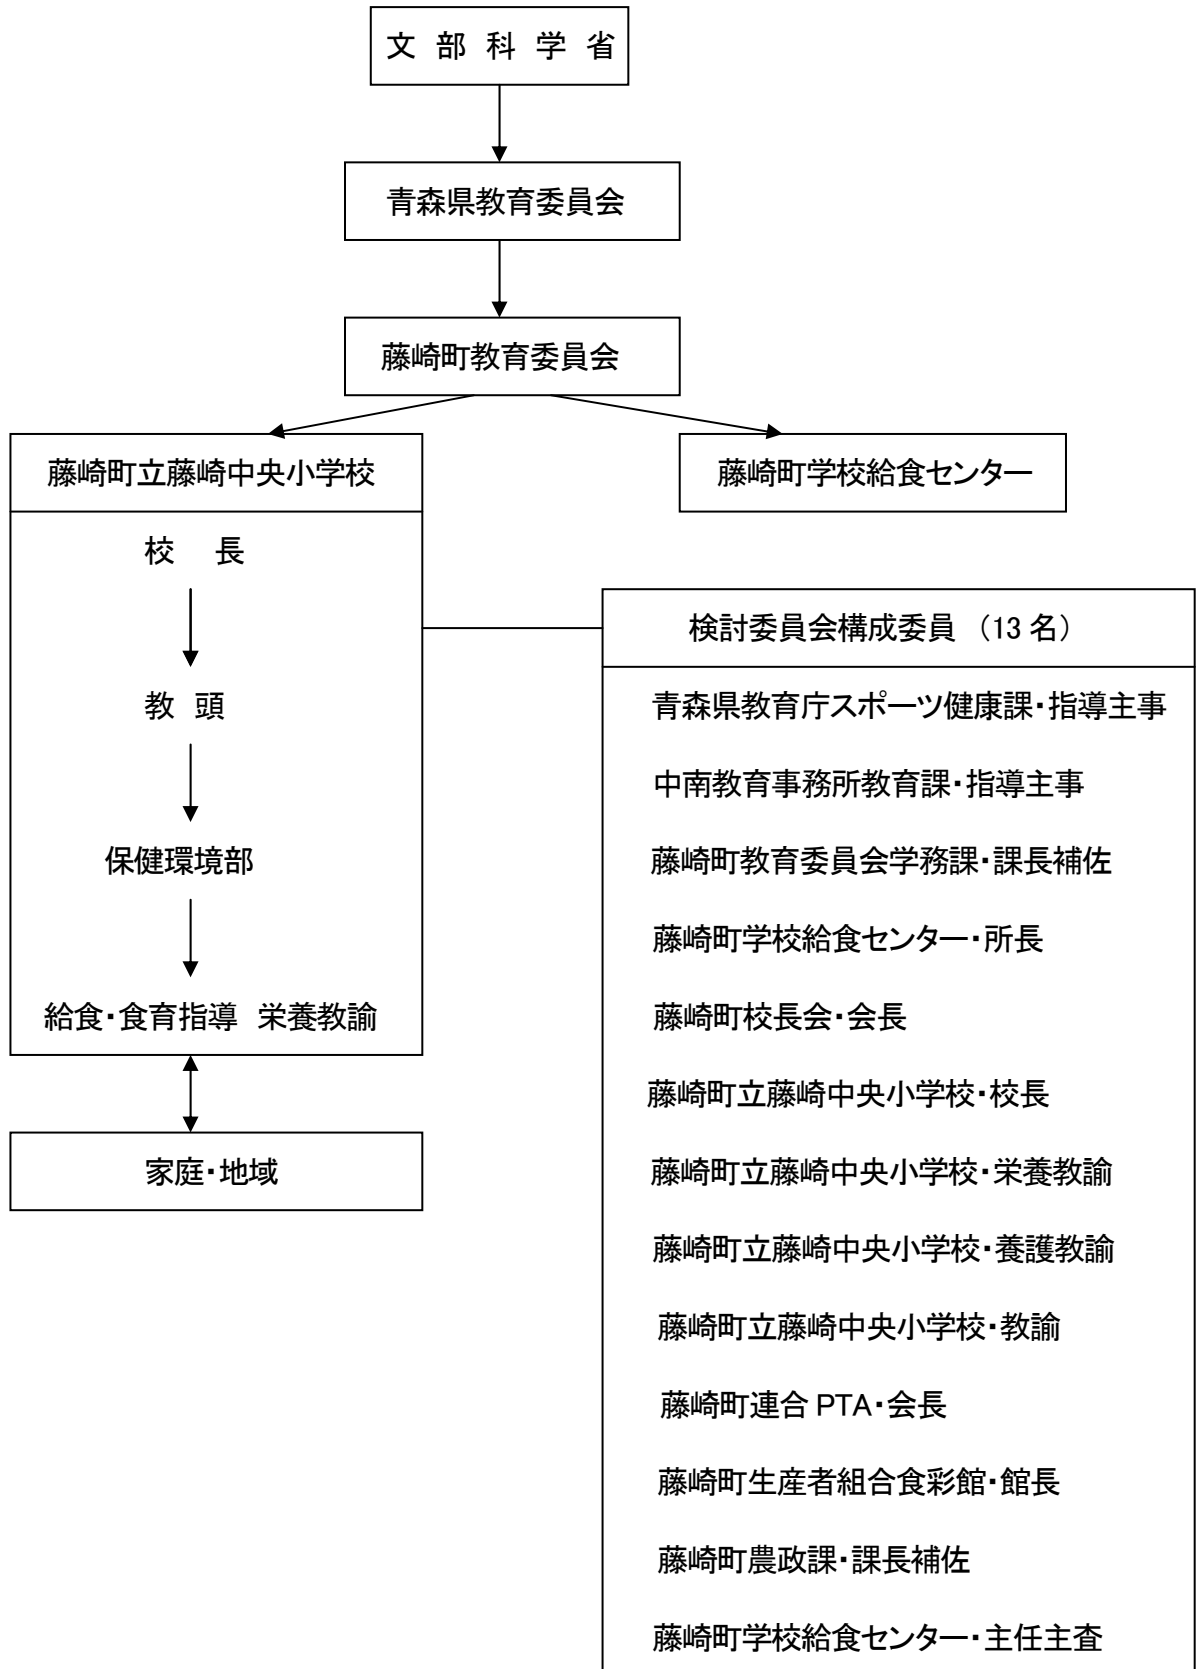 文 部 科 学 省
青森県教育委員会
藤崎町教育委員会
藤崎町立藤崎中央小学校
藤崎町学校給食センター
校 長
教 頭
保健環境部
給食・食育指導 栄養教諭
家庭・地域
検討委員会構成委員 （13 名）
青森県教育庁スポーツ健康課・指導主事
中南教育事務所教育課・指導主事
藤崎町教育委員会学務課・課長補佐
藤崎町学校給食センター・所長
藤崎町校長会・会長
藤崎町立藤崎中央小学校・校長
藤崎町立藤崎中央小学校・栄養教諭
藤崎町立藤崎中央小学校・養護教諭
藤崎町立藤崎中央小学校・教諭
藤崎町連合 PTA・会長
藤崎町生産者組合食彩館・館長
藤崎町農政課・課長補佐
藤崎町学校給食センター・主任主査